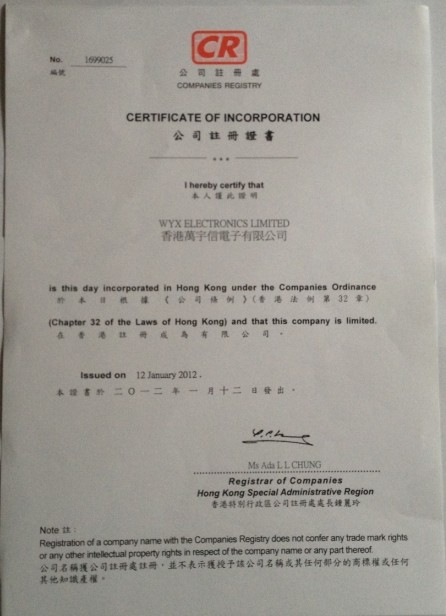 CR
No. 1699025
編號
公司註冊處
COMPANIES REGISTRY
CERTIFICATE OF INCORPORATION
公司註冊證書
I hereby certify that
本人謹此證明
WYX ELECTRONICS LIMITED
香港萬宇信電子有限公司
is this day incorporated in Hong Kong under the Companies Ordinance
於本日根據《公司條例》(香港法例第32章)
(Chapter 32 of the Laws of Hong Kong) and that this company is limited.
在香港註冊成為有限公司。
Issued on 12 January 2012.
本證書於二〇一二年一月十二日發出。
Ms Ada L L CHUNG
Registrar of Companies
Hong Kong Special Administrative Region
香港特別行政區公司註冊處處長鍾麗玲
Note 註:
Registration of a company name with the Companies Registry does not confer any trade mark rights
or any other intellectual property rights in respect of the company name or any part thereof.
公司名稱獲公司註冊處註冊，並不表示獲授予該公司名稱或其任何部分的商標權或任何
其他知識產權。